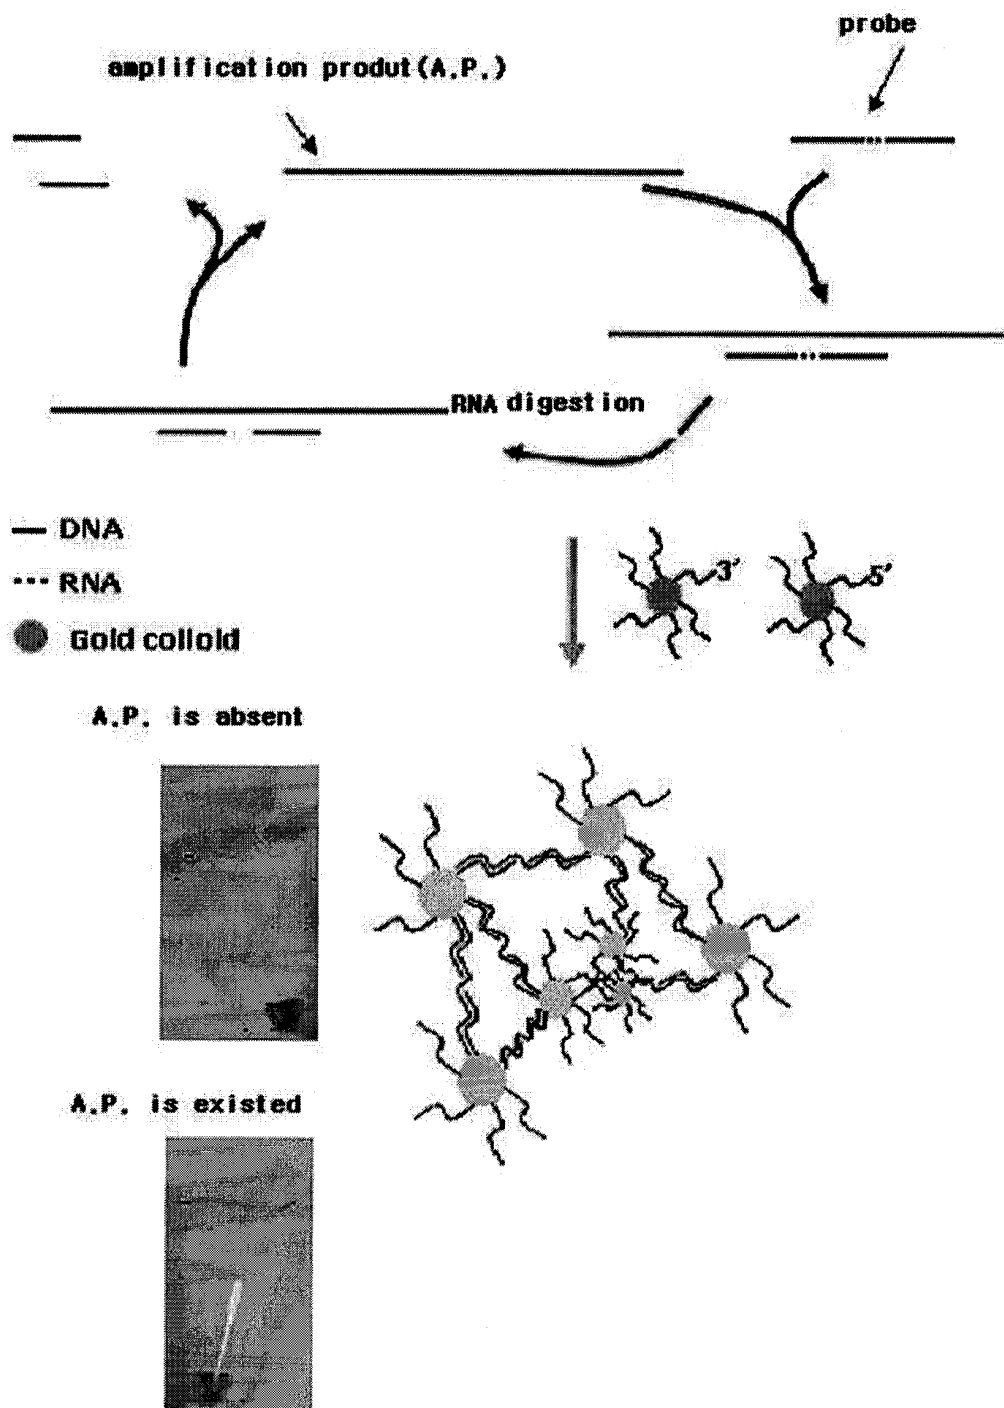 probe
amplification produt(A.P.)
RNA digestion
DNA
RNA
Gold colloid
3'
5'
A.P. is absent
A.P. is existed